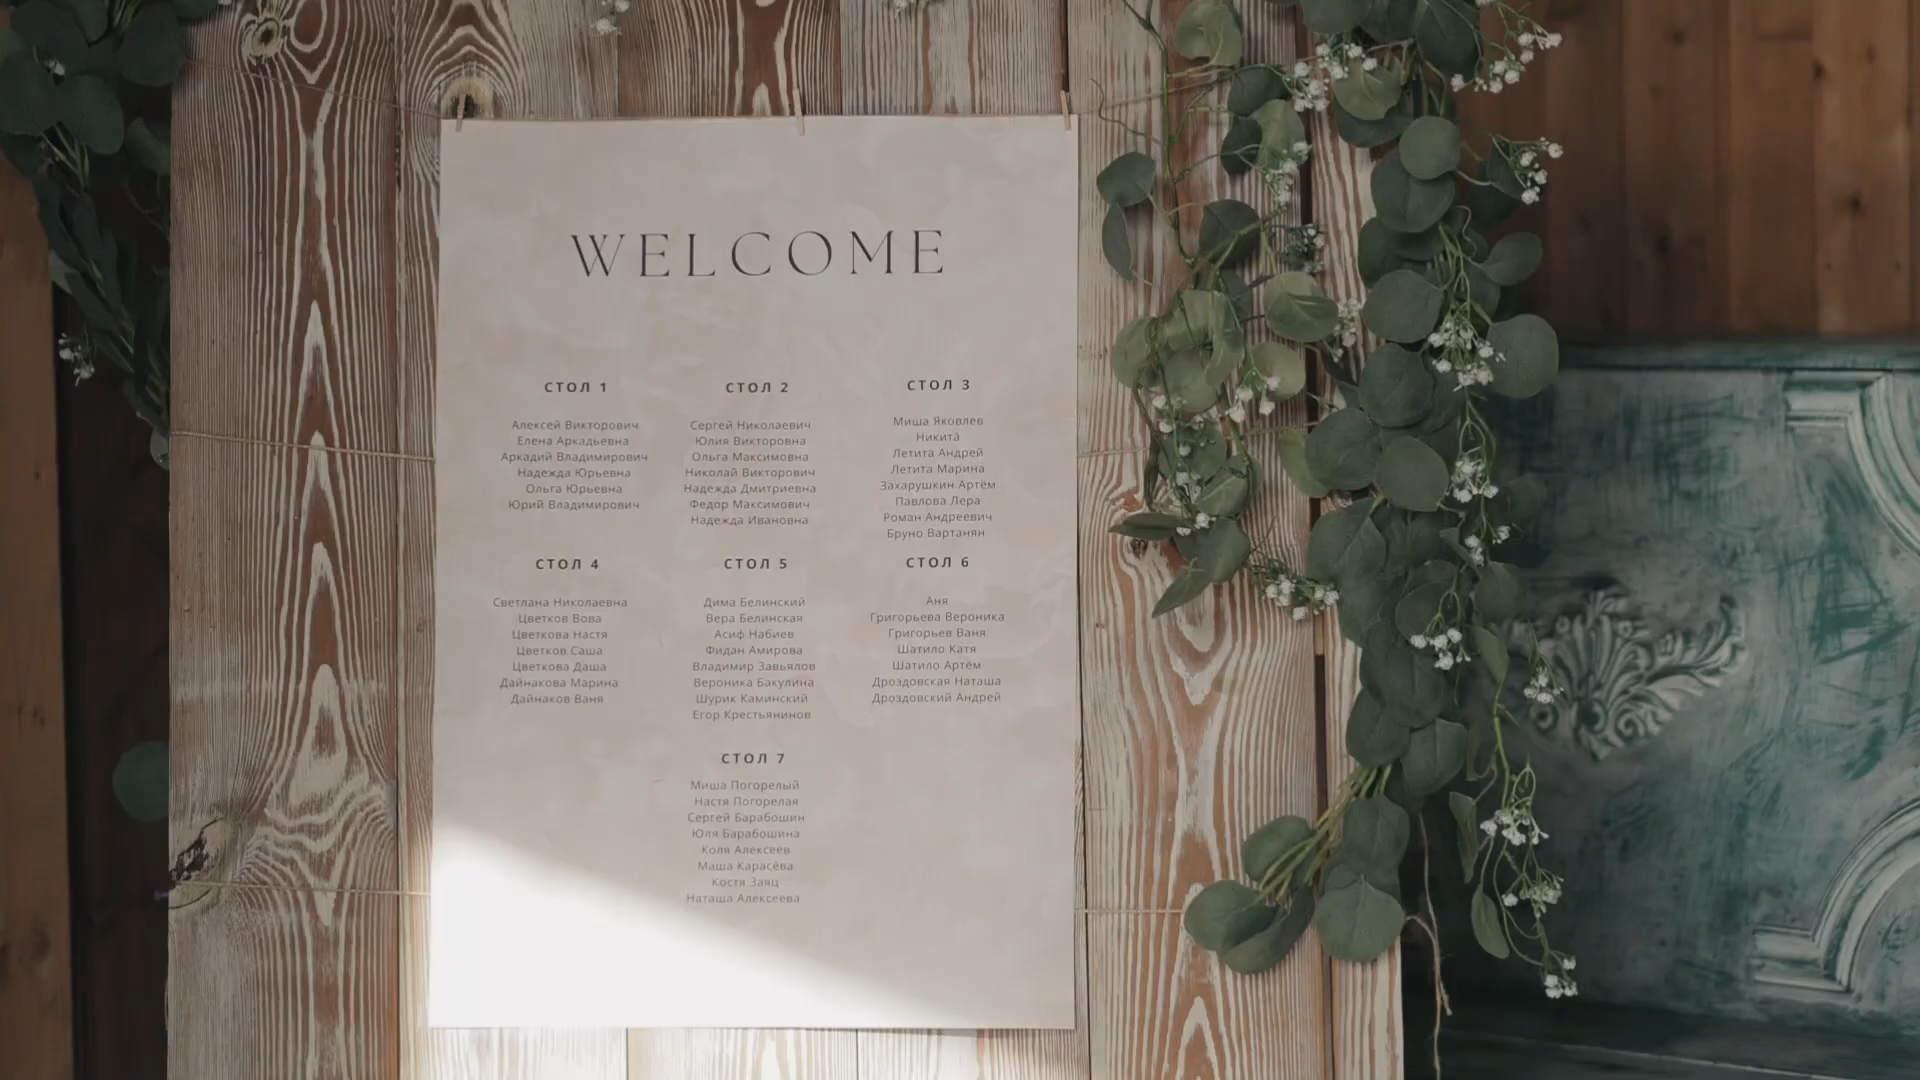 WELCOME
СТОЛ 1
Алексей Викторович
Елена Аркадьевна
Аркадий Владимирович
Надежда Юрьевна
Ольга Юрьевна
Юрий Владимирович
СТОЛ 2
Сергей Николаевич
Юлия Викторовна
Ольга Максимовна
Николай Викторович
Надежда Дмитриевна
Федор Максимович
Надежда Ивановна
СТОЛ 3
Миша Яковлев
Никита
Летита Андрей
Летита Марина
Захарушкин Артём
Павлова Лера
Роман Андреевич
Бруно Вартанян
СТОЛ 4
Светлана Николаевна
Цветков Вова
Цветкова Настя
Цветков Саша
Цветкова Даша
Дайнакова Марина
Дайнаков Ваня
СТОЛ 5
Дима Белинский
Вера Белинская
Асиф Набиев
Фидан Амирова
Владимир Завьялов
Вероника Бакулина
Шурик Каминский
Егор Крестьянинов
СТОЛ 6
Аня
Григорьева Вероника
Григорьев Ваня
Шатило Катя
Шатило Артём
Дроздовская Наташа
Дроздовский Андрей
СТОЛ 7
Миша Погорелый
Настя Погорелая
Сергей Барабошин
Юля Барабошина
Коля Алексеев
Маша Карасёва
Костя Заяц
Наташа Алексеева